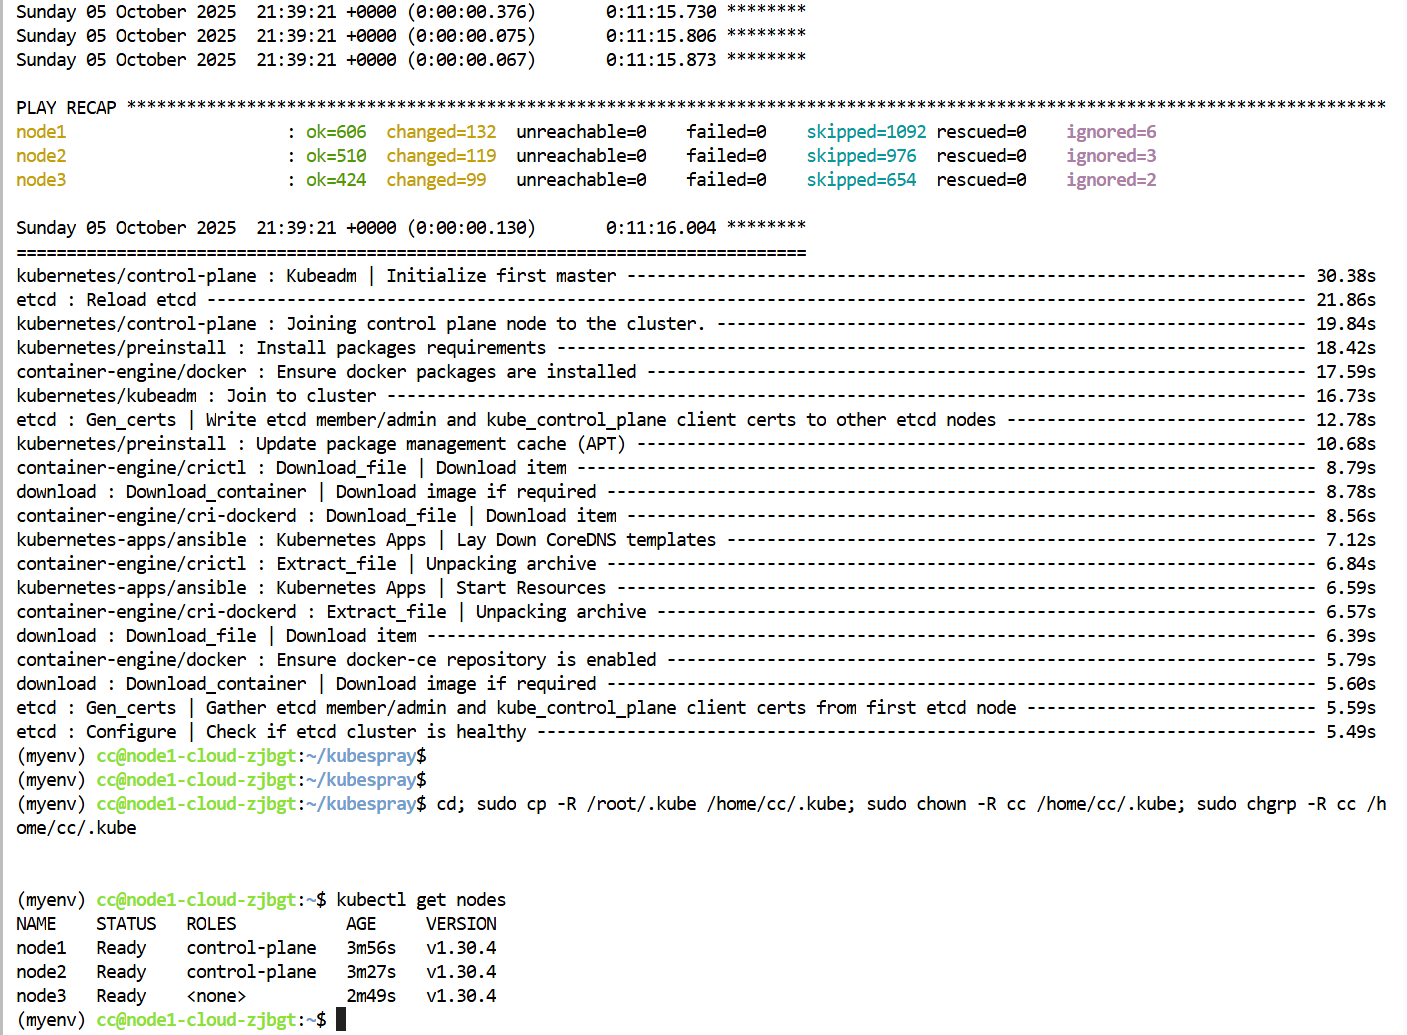 Sunday 05 October 2025  21:39:21 +0000 (0:00:00.376)       0:11:15.730 ********
Sunday 05 October 2025  21:39:21 +0000 (0:00:00.075)       0:11:15.806 ********
Sunday 05 October 2025  21:39:21 +0000 (0:00:00.067)       0:11:15.873 ********
PLAY RECAP ******************************************************************************************************************************
node1                      : ok=606  changed=132  unreachable=0    failed=0    skipped=1092 rescued=0    ignored=6
node2                      : ok=510  changed=119  unreachable=0    failed=0    skipped=976  rescued=0    ignored=3
node3                      : ok=424  changed=99   unreachable=0    failed=0    skipped=654  rescued=0    ignored=2
Sunday 05 October 2025  21:39:21 +0000 (0:00:00.130)       0:11:16.004 ********
===============================================================================
kubernetes/control-plane : Kubeadm | Initialize first master -------------------------------------------------------------------- 30.38s
etcd : Reload etcd -------------------------------------------------------------------------------------------------------------- 21.86s
kubernetes/control-plane : Joining control plane node to the cluster. ----------------------------------------------------------- 19.84s
kubernetes/preinstall : Install packages requirements --------------------------------------------------------------------------- 18.42s
container-engine/docker : Ensure docker packages are installed ------------------------------------------------------------------ 17.59s
kubernetes/kubeadm : Join to cluster -------------------------------------------------------------------------------------------- 16.73s
etcd : Gen_certs | Write etcd member/admin and kube_control_plane client certs to other etcd nodes ------------------------------ 12.78s
kubernetes/preinstall : Update package management cache (APT) ------------------------------------------------------------------- 10.68s
container-engine/crictl : Download_file | Download item -------------------------------------------------------------------------- 8.79s
download : Download_container | Download image if required ----------------------------------------------------------------------- 8.78s
container-engine/cri-dockerd : Download_file | Download item --------------------------------------------------------------------- 8.56s
kubernetes-apps/ansible : Kubernetes Apps | Lay Down CoreDNS templates ----------------------------------------------------------- 7.12s
container-engine/crictl : Extract_file | Unpacking archive ----------------------------------------------------------------------- 6.84s
kubernetes-apps/ansible : Kubernetes Apps | Start Resources ---------------------------------------------------------------------- 6.59s
container-engine/cri-dockerd : Extract_file | Unpacking archive ------------------------------------------------------------------ 6.57s
download : Download_file | Download item ----------------------------------------------------------------------------------------- 6.39s
container-engine/docker : Ensure docker-ce repository is enabled ----------------------------------------------------------------- 5.79s
download : Download_container | Download image if required ----------------------------------------------------------------------- 5.60s
etcd : Gen_certs | Gather etcd member/admin and kube_control_plane client certs from first etcd node ----------------------------- 5.59s
etcd : Configure | Check if etcd cluster is healthy ------------------------------------------------------------------------------ 5.49s
(myenv) cc@node1-cloud-zjbgt:~/kubespray$
(myenv) cc@node1-cloud-zjbgt:~/kubespray$
(myenv) cc@node1-cloud-zjbgt:~/kubespray$ cd; sudo cp -R /root/.kube /home/cc/.kube; sudo chown -R cc /home/cc/.kube; sudo chgrp -R cc /h
ome/cc/.kube
(myenv) cc@node1-cloud-zjbgt:~$ kubectl get nodes
NAME    STATUS   ROLES           AGE     VERSION
node1   Ready    control-plane   3m56s   v1.30.4
node2   Ready    control-plane   3m27s   v1.30.4
node3   Ready    <none>          2m49s   v1.30.4
(myenv) cc@node1-cloud-zjbgt:~$